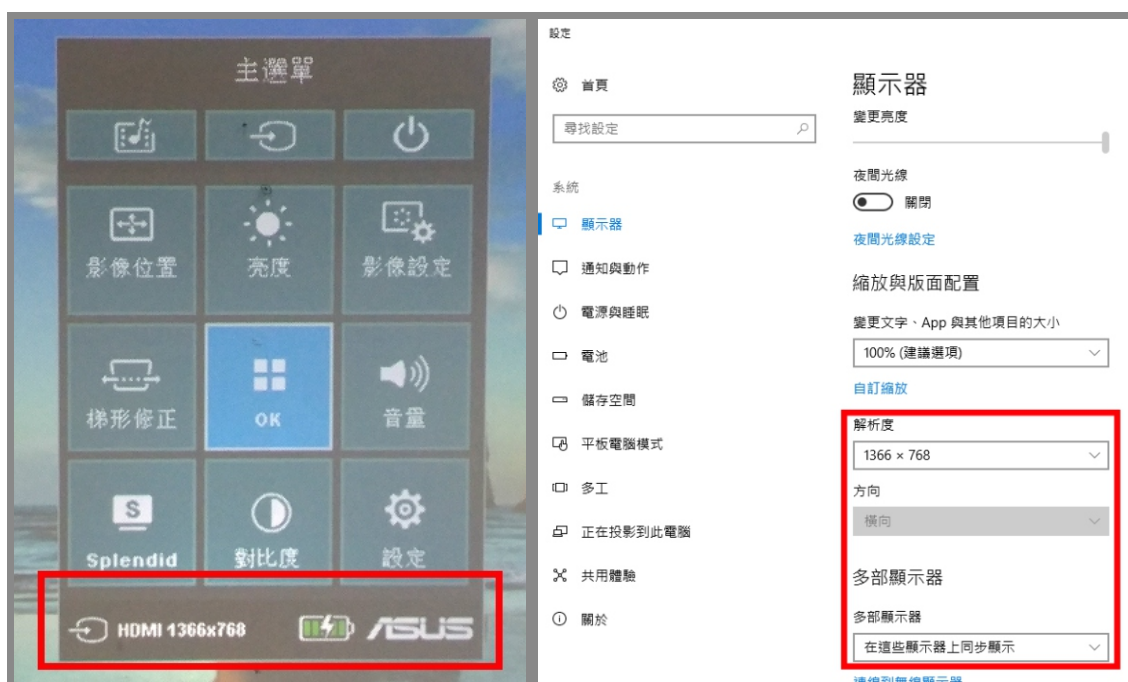 主選單
影像位置
亮度
影像設定
梯形修正
OK
音量
S
Splendid
對比度
設定
HDMI 1366x768
ASUS
設定
首頁
尋找設定
系統
顯示器
通知與動作
電源與睡眠
電池
儲存空間
平板電腦模式
多工
正在投影到此電腦
共用體驗
關於
顯示器
變更亮度
夜間光線
關閉
夜間光線設定
縮放與版面配置
變更文字、App 與其他項目的大小
100% (建議選項)
自訂縮放
解析度
1366 × 768
方向
橫向
多部顯示器
多部顯示器
在這些顯示器上同步顯示
連線到無線顯示器